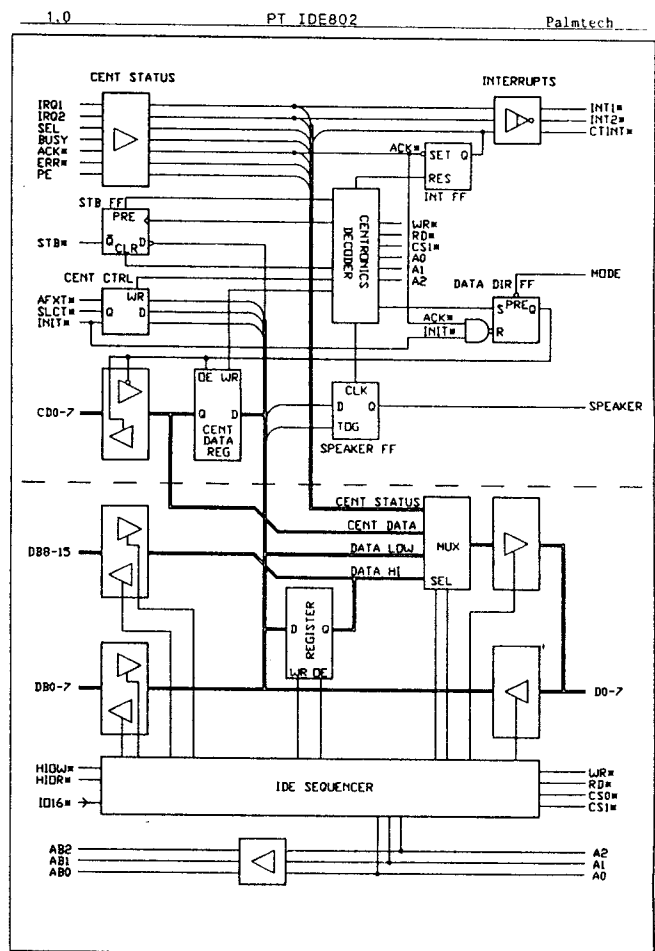 1.0 PT IDE802 Palmtech
CENT STATUS
INTERRUPTS
IRQ1
IRQ2
SEL
BUSY
ACK*
ERR*
PE
INT1*
INT2*
CTINT*
ACK*
SET Q
RES
INT FF
STB FF
PRE
Q D
CLR
STB*
CENTRONICS DECODER
WR*
RD*
CS1*
A0
A1
A2
CENT CTRL
WR
Q D
AFXT*
SLCT*
INIT*
DATA DIR FF
MODE
PRE
S Q
R
ACK*
INIT*
OE WR
Q D
CENT
DATA
REG
CD0-7
CLK
D Q
TOG
SPEAKER FF
SPEAKER
CENT STATUS
CENT DATA
DATA LOW
DATA HI
MUX
SEL
DB8-15
REGISTER
D Q
WR OE
DB0-7
D0-7
IDE SEQUENCER
HIOW*
HIOR*
IO16*
WR*
RD*
CS0*
CS1*
AB2
AB1
AB0
A2
A1
A0